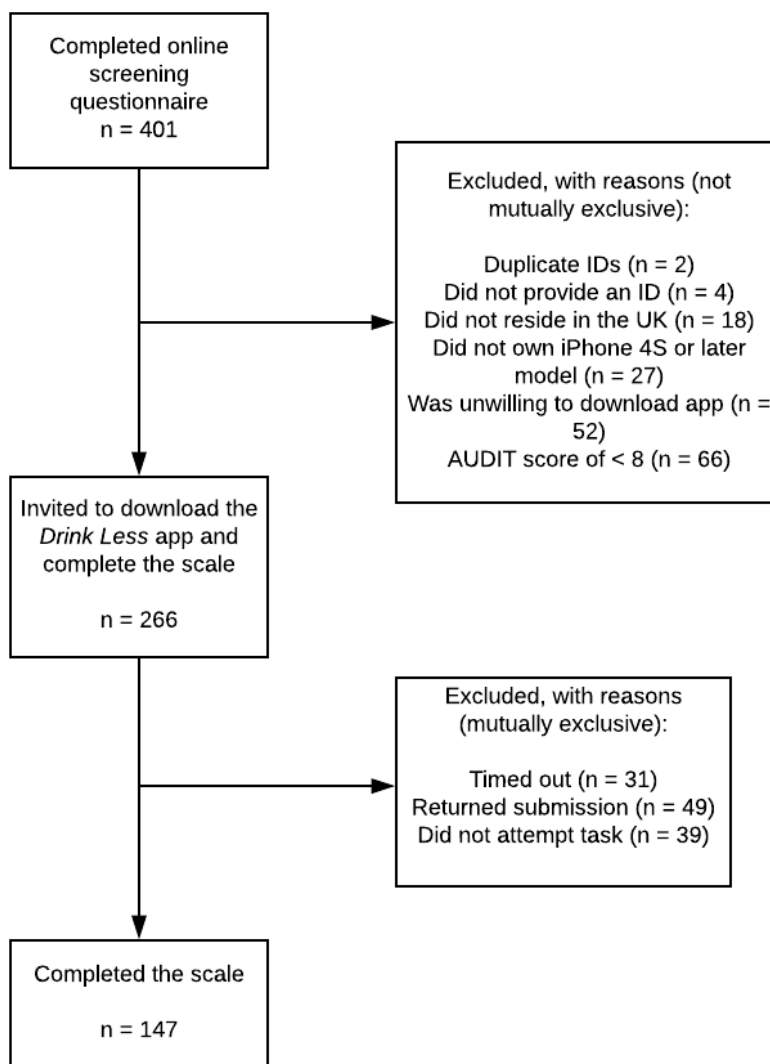 Completed online
screening
questionnaire
n = 401
Excluded, with reasons (not
mutually exclusive):
Duplicate IDs (n = 2)
Did not provide an ID (n = 4)
Did not reside in the UK (n = 18)
Did not own iPhone 4S or later
model (n = 27)
Was unwilling to download app (n =
52)
AUDIT score of < 8 (n = 66)
Invited to download the
Drink Less app and
complete the scale
n = 266
Excluded, with reasons
(mutually exclusive):
Timed out (n = 31)
Returned submission (n = 49)
Did not attempt task (n = 39)
Completed the scale
n = 147